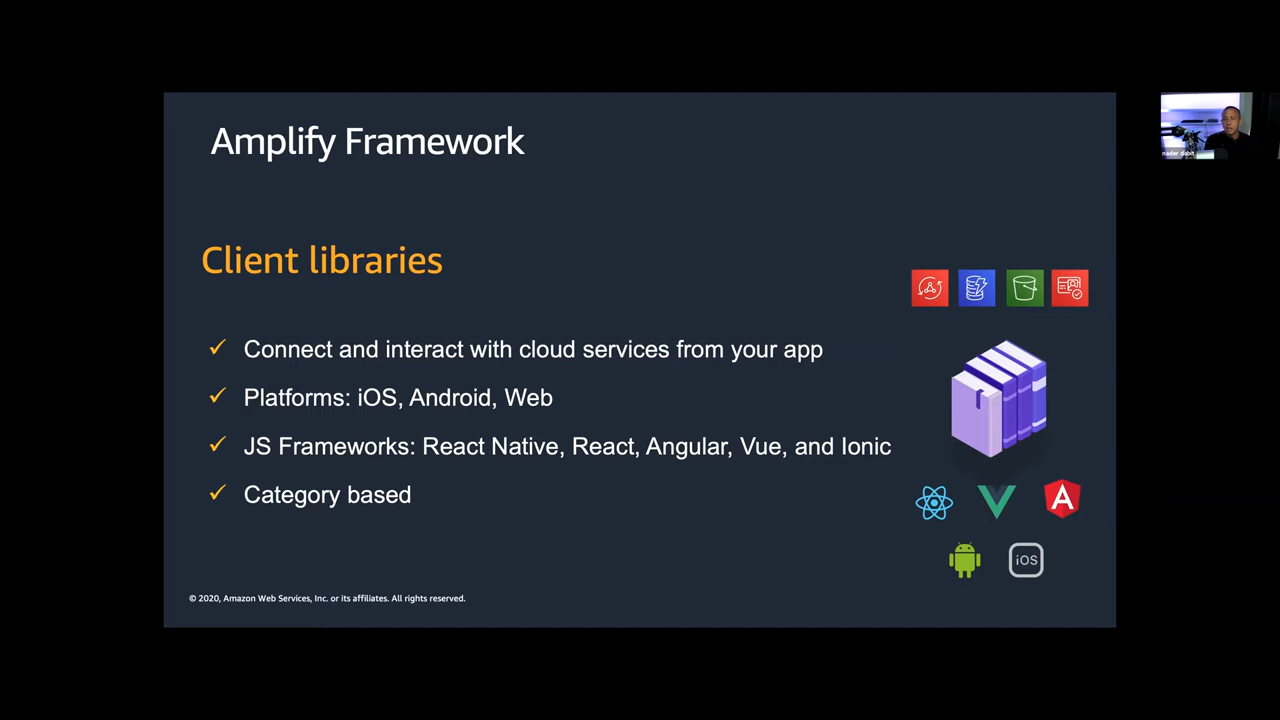 Amplify Framework
nader dabit
Client libraries
Connect and interact with cloud services from your app
Platforms: iOS, Android, Web
JS Frameworks: React Native, React, Angular, Vue, and Ionic
Category based
iOS
© 2020, Amazon Web Services, Inc. or its affiliates. All rights reserved.